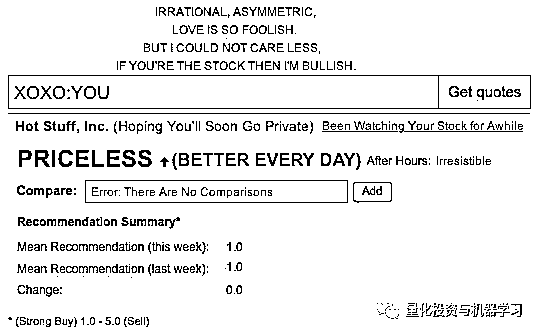 IRRATIONAL, ASYMMETRIC,
LOVE IS SO FOOLISH.
BUT I COULD NOT CARE LESS,
IF YOU'RE THE STOCK THEN I'M BULLISH.
XOXO:YOU Get quotes
Hot Stuff, Inc. (Hoping You'll Soon Go Private) Been Watching Your Stock for Awhile
PRICELESS ↑(BETTER EVERY DAY) After Hours: Irresistible
Compare: Error: There Are No Comparisons Add
Recommendation Summary*
Mean Recommendation (this week): 1.0
Mean Recommendation (last week): 1.0
Change: 0.0
* (Strong Buy) 1.0 - 5.0 (Sell)
量化投资与机器学习